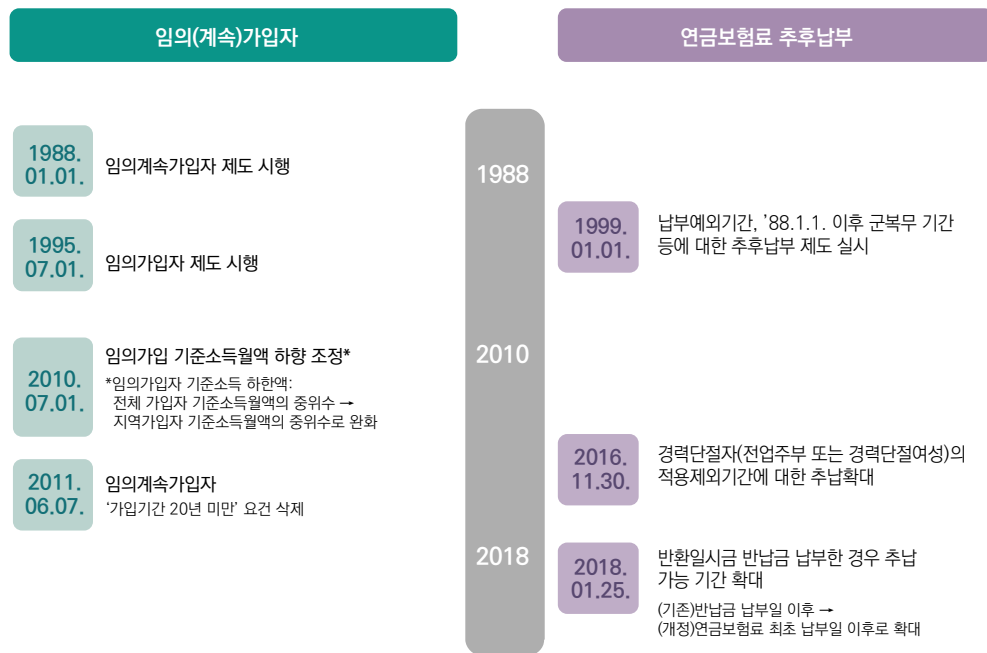 임의(계속)가입자
연금보험료 추후납부
1988.
01.01.
임의계속가입자 제도 시행
1995.
07.01.
임의가입자 제도 시행
2010.
07.01.
임의가입 기준소득월액 하향 조정*
*임의가입자 기준소득 하한액:
전체 가입자 기준소득월액의 중위수 →
지역가입자 기준소득월액의 중위수로 완화
2011.
06.07.
임의계속가입자
‘가입기간 20년 미만’ 요건 삭제
1988
2010
2018
1999.
01.01.
납부예외기간, ’88.1.1. 이후 군복무 기간
등에 대한 추후납부 제도 실시
2016.
11.30.
경력단절자(전업주부 또는 경력단절여성)의
적용제외기간에 대한 추납확대
2018.
01.25.
반환일시금 반납금 납부한 경우 추납
가능 기간 확대
(기존)반납금 납부일 이후 →
(개정)연금보험료 최초 납부일 이후로 확대